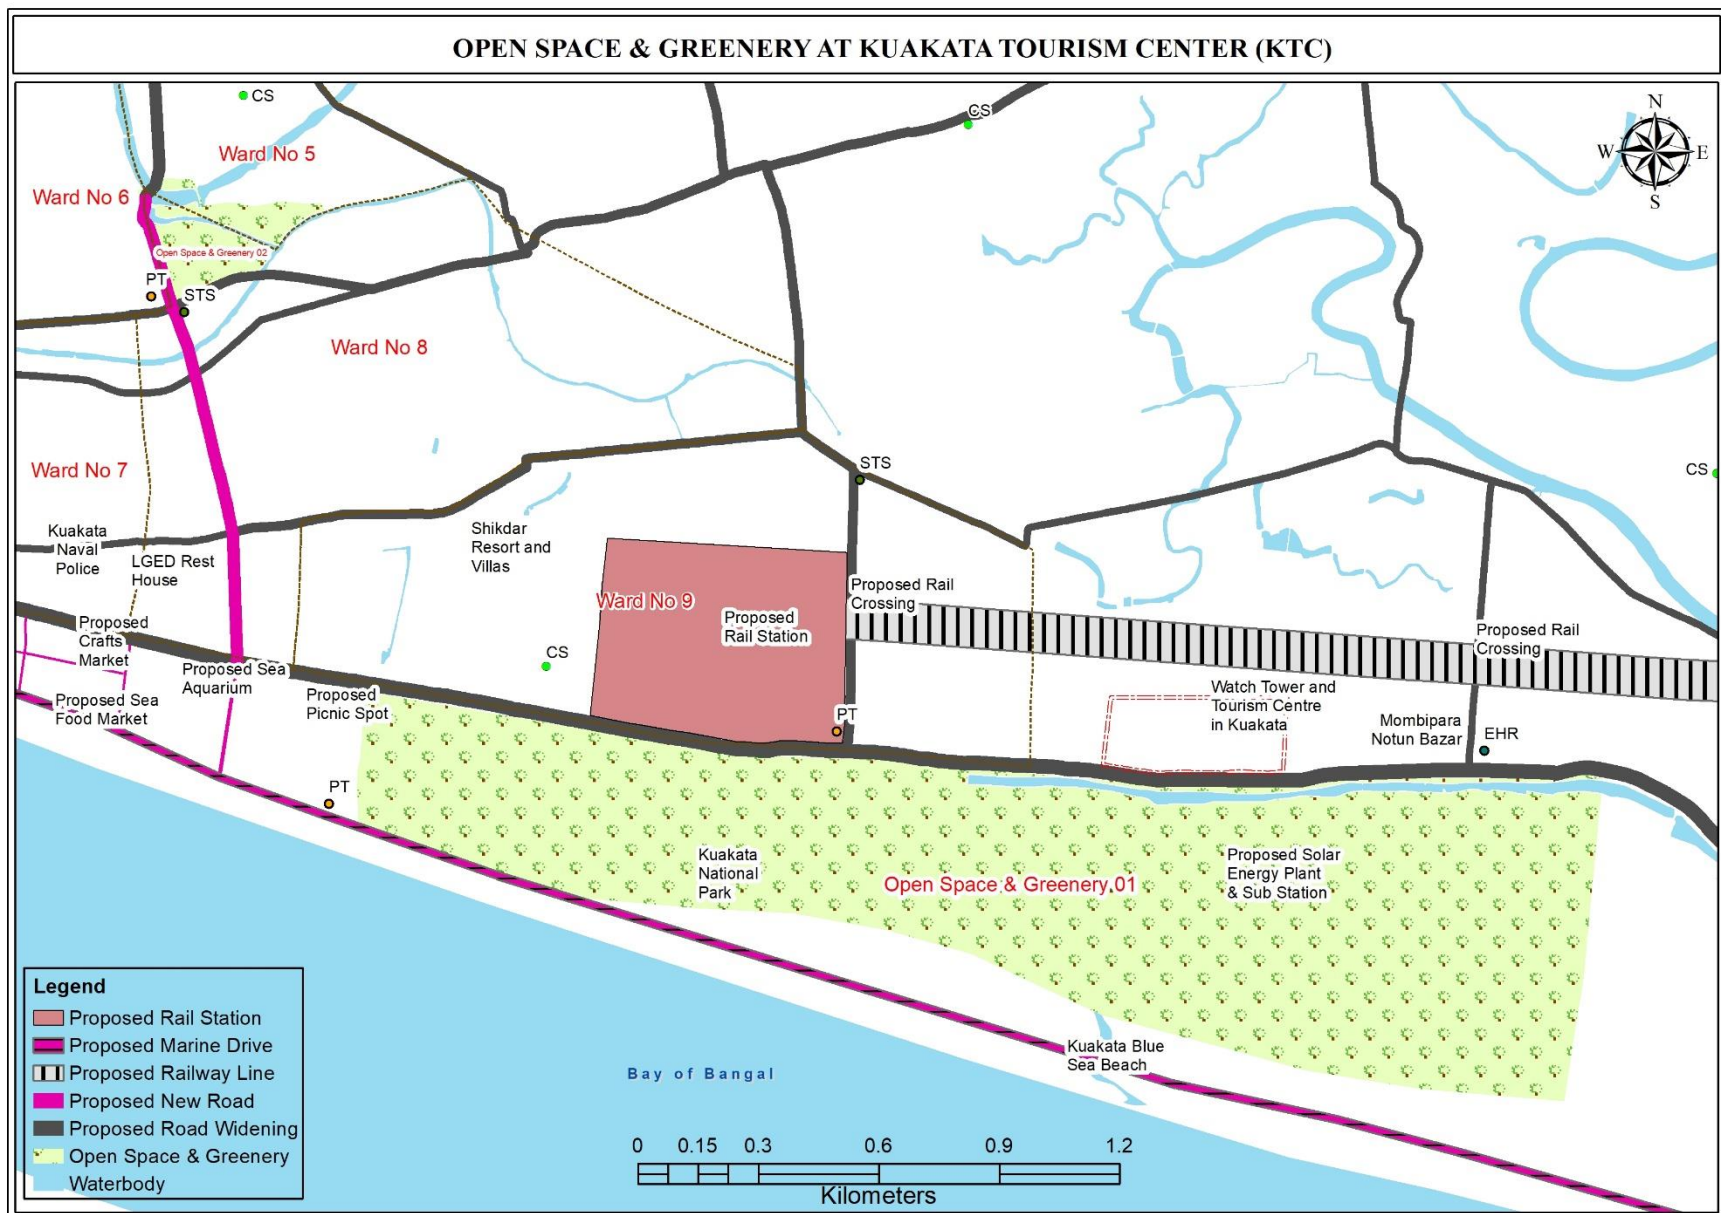 OPEN SPACE & GREENERY AT KUAKATA TOURISM CENTER (KTC)
CS
CS
N
W
E
S
Ward No 5
Ward No 6
Open Space & Greenery 02
PT
STS
Ward No 8
Ward No 7
STS
CS
Kuakata
Naval
Police
LGED Rest
House
Shikdar
Resort and
Villas
Ward No 9
Proposed
Rail Station
Proposed Rail
Crossing
Proposed Rail
Crossing
Proposed
Crafts
Market
Proposed Sea
Aquarium
CS
Proposed Sea
Food Market
Proposed
Picnic Spot
PT
Watch Tower and
Tourism Centre
in Kuakata
Mombipara
Notun Bazar
EHR
PT
Kuakata
National
Park
Open Space & Greenery 01
Proposed Solar
Energy Plant
& Sub Station
Kuakata Blue
Sea Beach
Bay of Bangal
Legend
Proposed Rail Station
Proposed Marine Drive
Proposed Railway Line
Proposed New Road
Proposed Road Widening
Open Space & Greenery
Waterbody
0 0.15 0.3 0.6 0.9 1.2
Kilometers